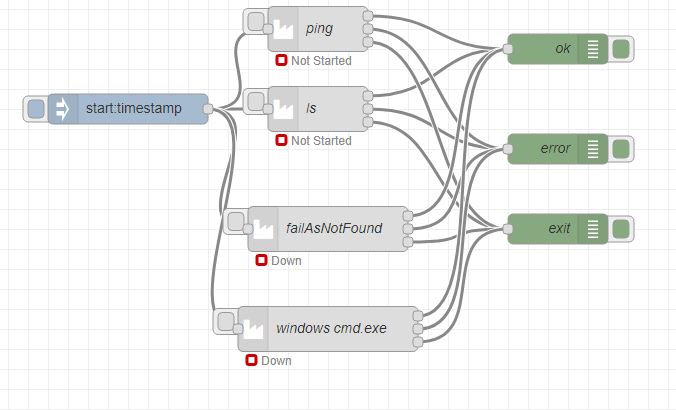 ping
Not Started
ok
start:timestamp
ls
Not Started
error
failAsNotFound
Down
exit
windows cmd.exe
Down